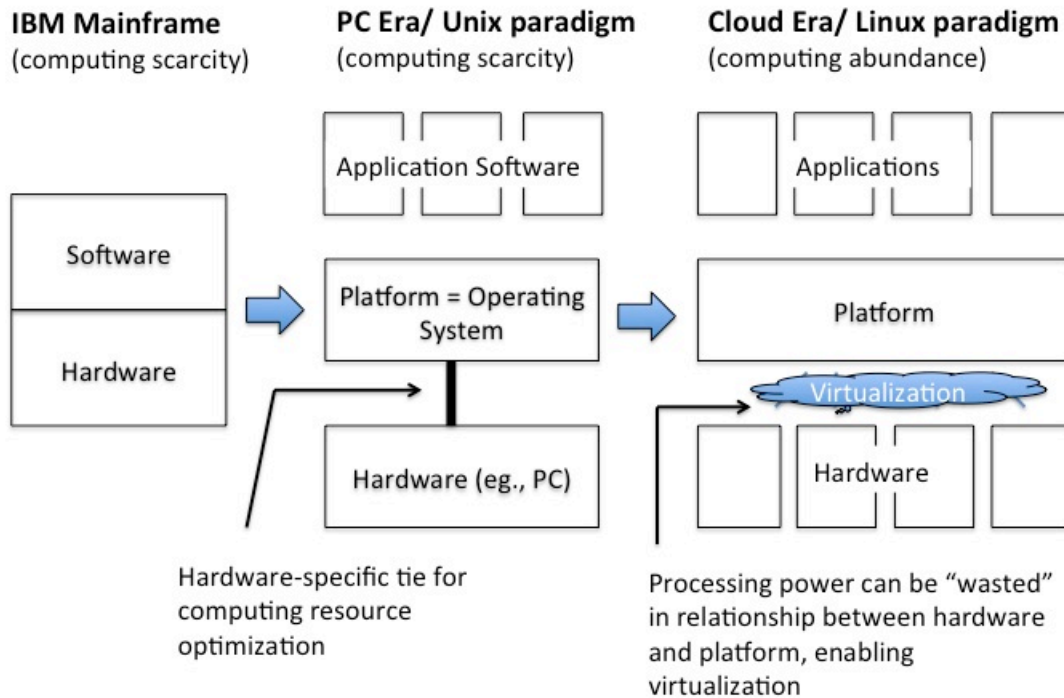 IBM Mainframe
(computing scarcity)
PC Era/ Unix paradigm
(computing scarcity)
Cloud Era/ Linux paradigm
(computing abundance)
Application Software
Applications
Software
Hardware
Platform = Operating
System
Platform
Virtualization
Hardware (eg., PC)
Hardware
Hardware-specific tie for
computing resource
optimization
Processing power can be “wasted”
in relationship between hardware
and platform, enabling
virtualization